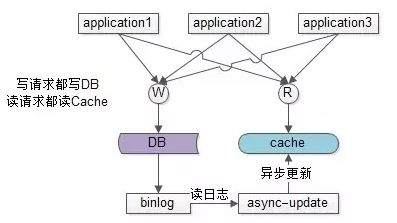 application1
application2
application3
写请求都写DB
读请求都读Cache
W
R
DB
cache
异步更新
读日志
binlog
async-update